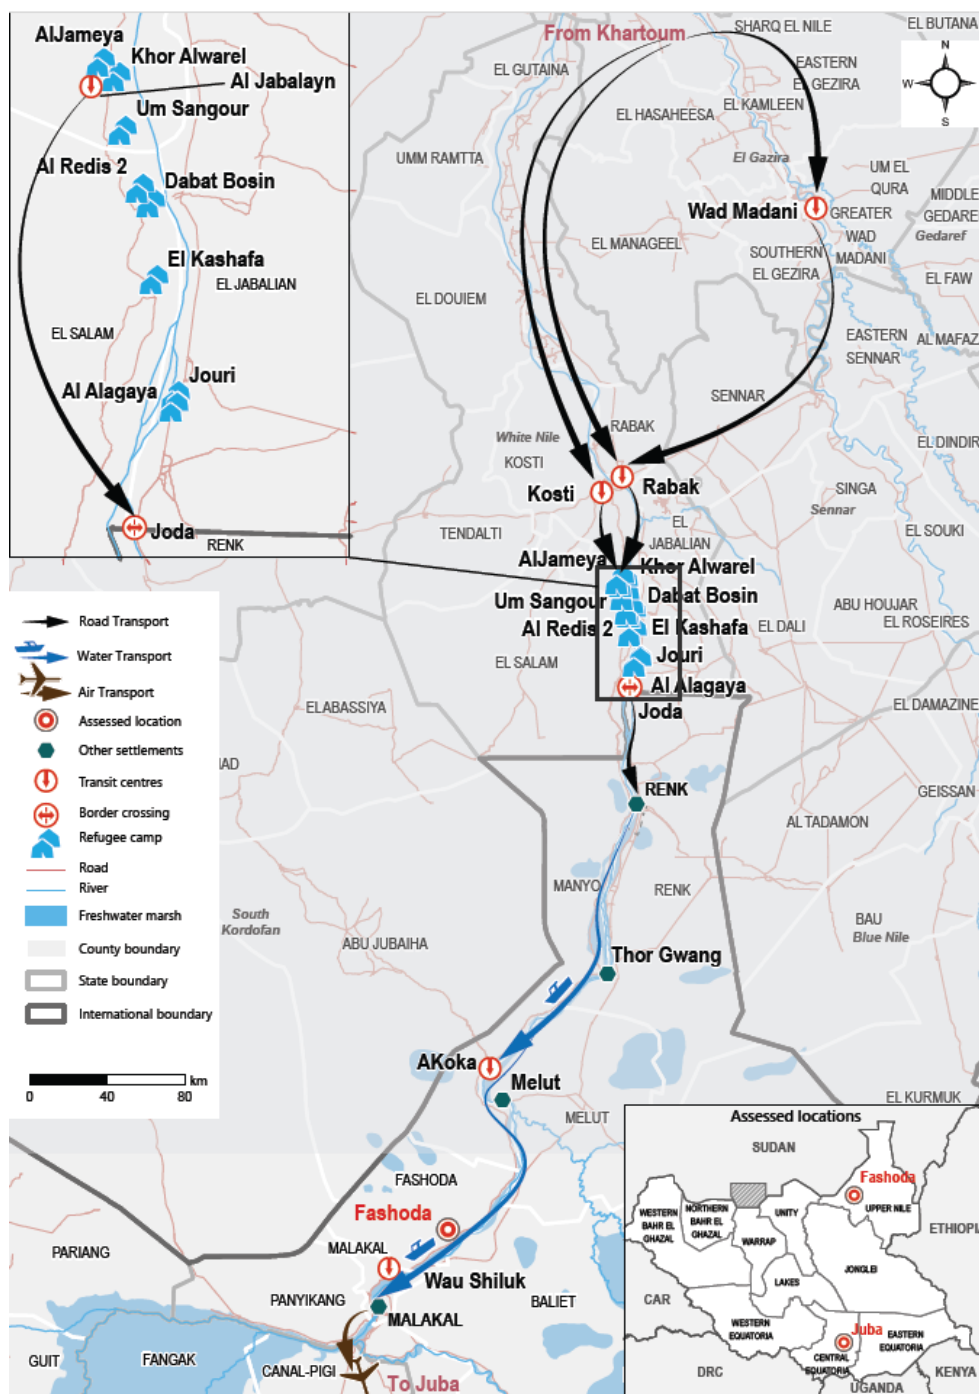 AlJameya
Khor Alwarel
Al Jabalayn
Um Sangour
Al Redis 2
Dabat Bosin
El Kashafa
EL JABALIAN
EL SALAM
Jouri
Al Alagaya
Joda
RENK
From Khartoum
SHARQ EL NILE
EL BUTANA
N
W
E
S
EL GUTAINA
EASTERN
EL GEZIRA
EL KAMLEEN
EL HASAHEESA
UMM RAMTTA
El Gazira
UM EL
QURA
MIDDLE
GEDARE
Gedaref
Wad Madani
GREATER
WAD
MADANI
EL MANAGEEL
SOUTHERN
EL GEZIRA
EL FAW
EL DOUIEM
EASTERN
SENNAR
AL MAFAZ
SENNAR
White Nile
RABAK
KOSTI
EL DINDIR
Kosti
Rabak
SINGA
Sennar
TENDALTI
EL
JABALIAN
EL SOUKI
AlJameya
Khor Alwarel
Um Sangour
Dabat Bosin
ABU HOUJAR
Al Redis 2
El Kashafa
EL DALI
EL ROSEIRES
EL SALAM
Jouri
Al Alagaya
Joda
ELABASSIYA
EL DAMAZINE
Road Transport
Water Transport
Air Transport
Assessed location
Other settlements
Transit centres
Border crossing
Refugee camp
Road
River
Freshwater marsh
County boundary
State boundary
International boundary
km
0 40 80
HAD
RENK
GEISSAN
AL TADAMON
MANYO
RENK
South
Kordofan
ABU JUBAIHA
BAU
Blue Nile
Thor Gwang
AKoka
Melut
MELUT
EL KURMUK
FASHODA
Fashoda
MALAKAL
PARIANG
Wau Shiluk
PANYIKANG
MALAKAL
BALIET
GUIT
FANGAK
CANAL-PIGI
To Juba
Assessed locations
SUDAN
Fashoda
UPPER NILE
ETHIOPI
WESTERN
BAHR EL
GHAZAL
NORTHERN
BAHR EL
GHAZAL
UNITY
WARRAP
JONGLEI
LAKES
CAR
WESTERN
EQUATORIA
Juba
EASTERN
EQUATORIA
CENTRAL
EQUATORIA
DRC
UGANDA
KENYA